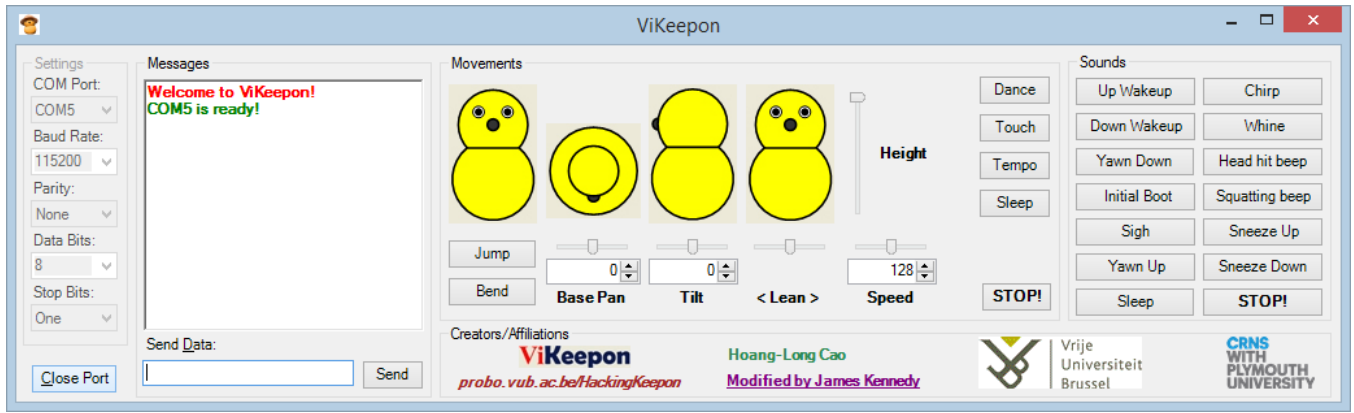 ViKeepon
Settings
COM Port:
COM5
Baud Rate:
115200
Parity:
None
Data Bits:
8
Stop Bits:
One
Close Port
Messages
Welcome to ViKeepon!
COM5 is ready!
Send Data:
Send
Movements
Jump
Bend
0
Base Pan
0
Tilt
< Lean >
Height
128
Speed
Dance
Touch
Tempo
Sleep
STOP!
Sounds
Up Wakeup
Chirp
Down Wakeup
Whine
Yawn Down
Head hit beep
Initial Boot
Squatting beep
Sigh
Sneeze Up
Yawn Up
Sneeze Down
Sleep
STOP!
Creators/Affiliations
ViKeepon
probo.vub.ac.be/HackingKeepon
Hoang-Long Cao
Modified by James Kennedy
Vrije
Universiteit
Brussel
CRNS
WITH
PLYMOUTH
UNIVERSITY